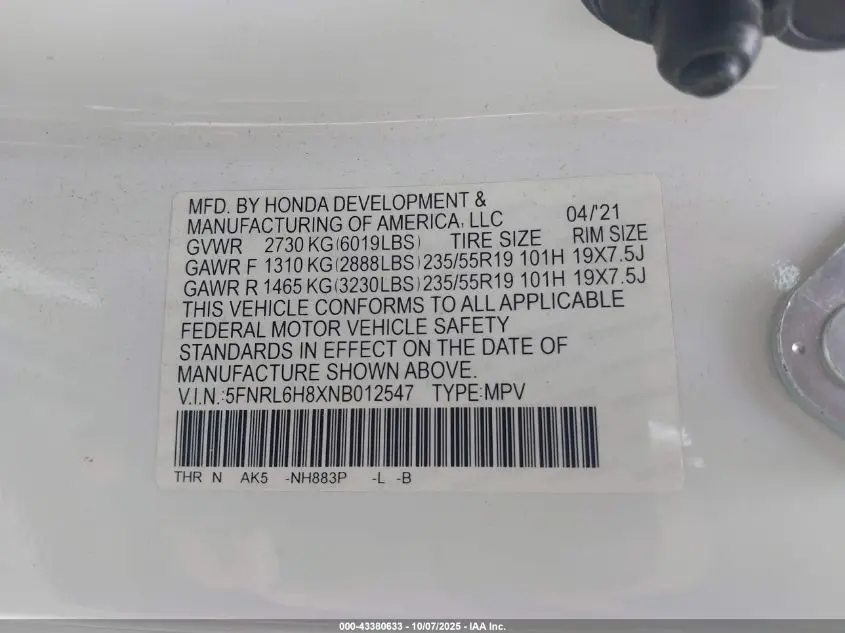 MFD. BY HONDA DEVELOPMENT &
MANUFACTURING OF AMERICA, LLC 04/'21
GVWR 2730 KG(6019LBS) TIRE SIZE RIM SIZE
GAWR F 1310 KG(2888LBS) 235/55R19 101H 19X7.5J
GAWR R 1465 KG(3230LBS) 235/55R19 101H 19X7.5J
THIS VEHICLE CONFORMS TO ALL APPLICABLE
FEDERAL MOTOR VEHICLE SAFETY
STANDARDS IN EFFECT ON THE DATE OF
MANUFACTURE SHOWN ABOVE.
V.I.N.:5FNRL6H8XNB012547 TYPE:MPV
THR N AK5 -NH883P -L -B
000-43380633 - 10/07/2025 - IAA Inc.